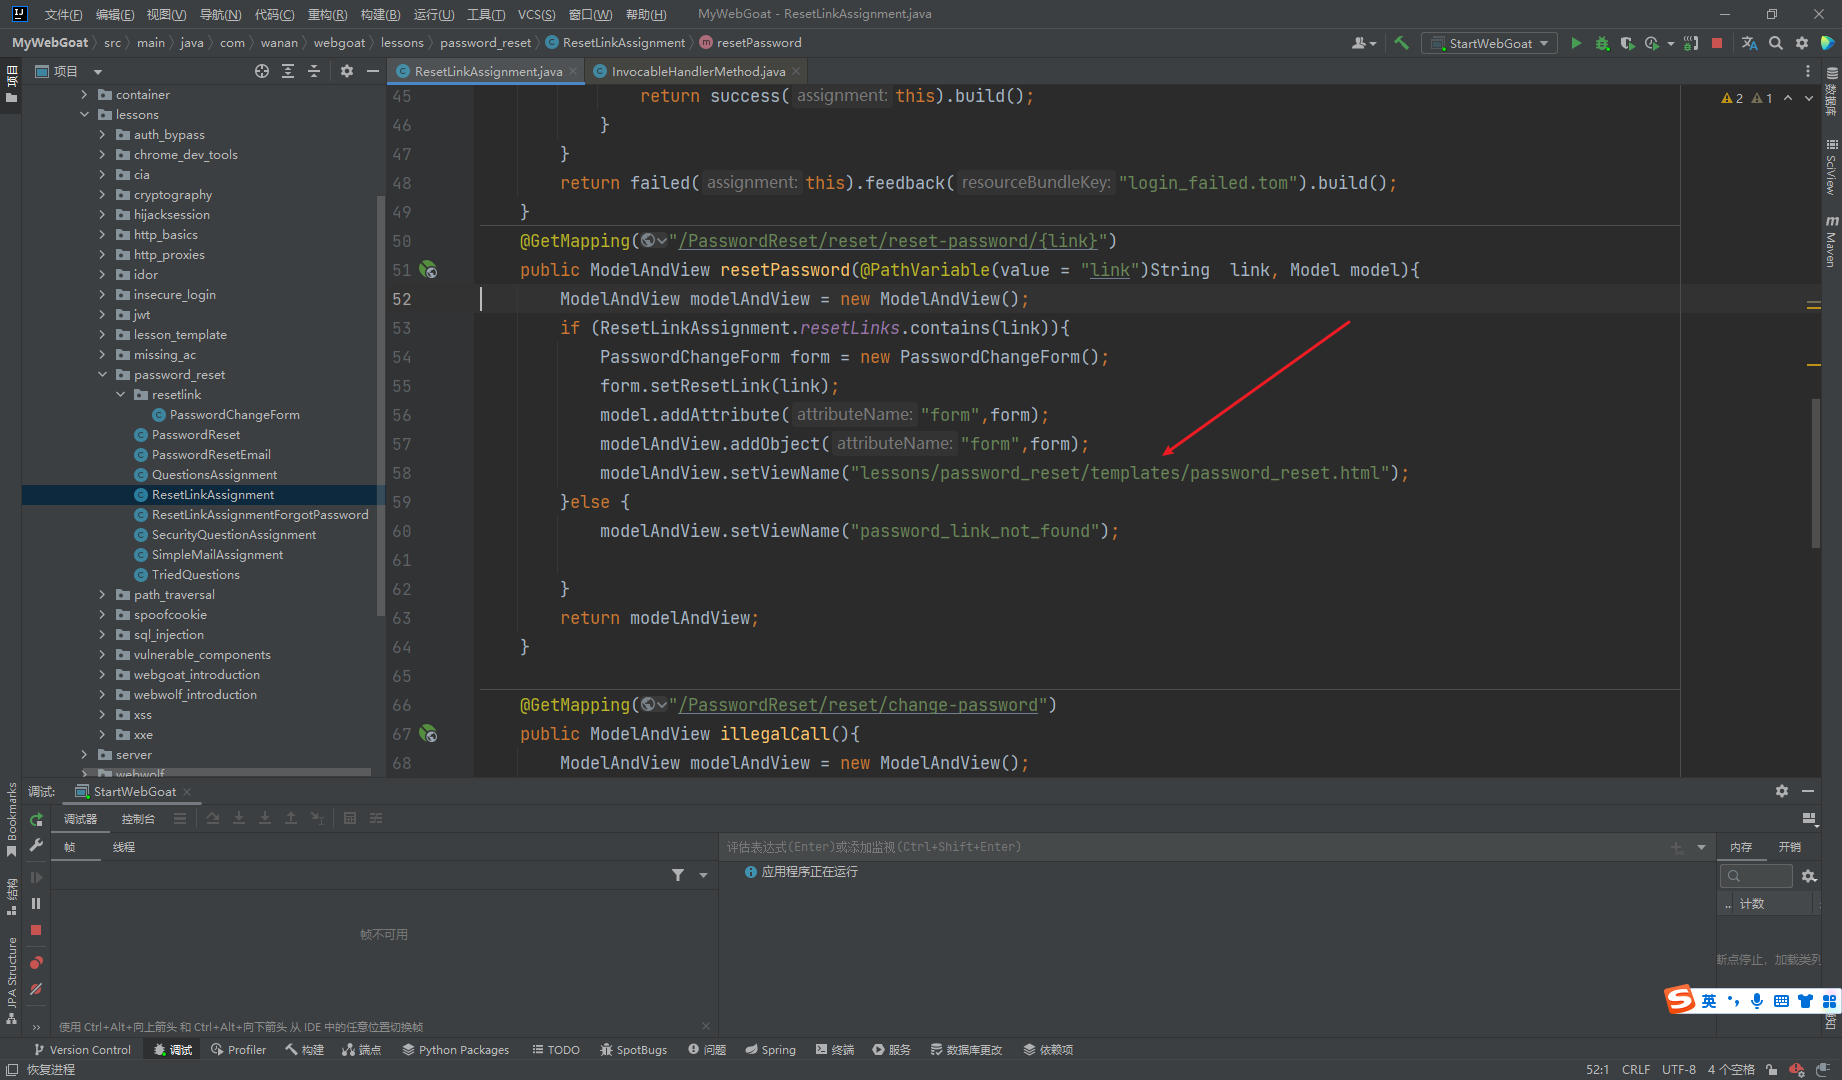 文件(F) 编辑(E) 视图(V) 导航(N) 代码(C) 重构(R) 构建(B) 运行(U) 工具(T) VCS(S) 窗口(W) 帮助(H) MyWebGoat - ResetLinkAssignment.java
MyWebGoat src main java com wanan webgoat lessons password_reset ResetLinkAssignment resetPassword StartWebGoat
项目
项目
ResetLinkAssignment.java
InvocableHandlerMethod.java
container
lessons
auth_bypass
chrome_dev_tools
cia
cryptography
hijacksession
http_basics
http_proxies
idor
insecure_login
jwt
lesson_template
missing_ac
password_reset
resetlink
PasswordChangeForm
PasswordReset
PasswordResetEmail
QuestionsAssignment
ResetLinkAssignment
ResetLinkAssignmentForgotPassword
SecurityQuestionAssignment
SimpleMailAssignment
TriedQuestions
path_traversal
spoofcookie
sql_injection
vulnerable_components
webgoat_introduction
webwolf_introduction
xss
xxe
server
webwolf
45 return success( assignment: this).build();
46 }
47 }
48 return failed( assignment: this).feedback( resourceBundleKey: "login_failed.tom").build();
49 }
50 @GetMapping("/PasswordReset/reset/reset-password/{link}")
51 public ModelAndView resetPassword(@PathVariable(value = "link")String  link, Model model){
52 ModelAndView modelAndView = new ModelAndView();
53 if (ResetLinkAssignment.resetLinks.contains(link)){
54 PasswordChangeForm form = new PasswordChangeForm();
55 form.setResetLink(link);
56 model.addAttribute( attributeName: "form",form);
57 modelAndView.addObject( attributeName: "form",form);
58 modelAndView.setViewName("lessons/password_reset/templates/password_reset.html");
59 }else {
60 modelAndView.setViewName("password_link_not_found");
61
62 }
63 return modelAndView;
64 }
65
66 @GetMapping("/PasswordReset/reset/change-password")
67 public ModelAndView illegalCall(){
68 ModelAndView modelAndView = new ModelAndView();
2 1
数据库
SciView
m Maven
Bookmarks
结构
JPA Structure
调试: StartWebGoat
调试器 控制台
帧 线程
评估表达式(Enter)或添加监视(Ctrl+Shift+Enter)
应用程序正在运行
帧不可用
内存 开销
.. 计数
断点停止，加载类列
使用 Ctrl+Alt+向上箭头 和 Ctrl+Alt+向下箭头 从 IDE 中的任意位置切换帧
S 英
Version Control 调试 Profiler 构建 端点 Python Packages TODO SpotBugs 问题 Spring 终端 服务 数据库更改 依赖项
恢复进程 52:1 CRLF UTF-8 4 个空格